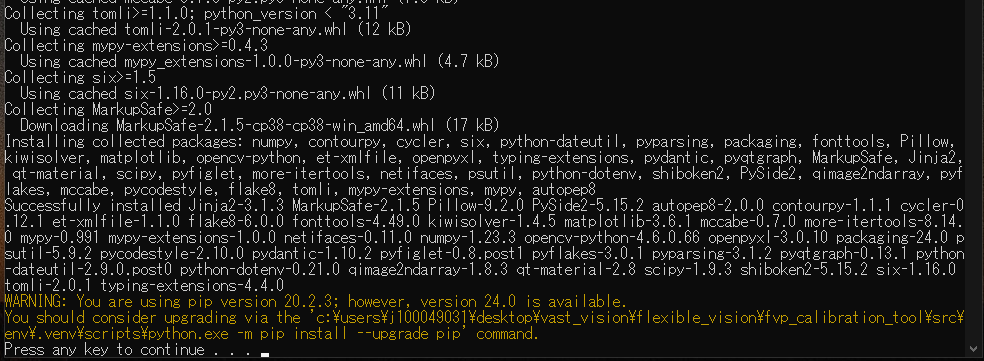 Collecting tomli>=1.1.0; python_version < "3.11"
  Using cached tomli-2.0.1-py3-none-any.whl (12 kB)
Collecting mypy-extensions>=0.4.3
  Using cached mypy_extensions-1.0.0-py3-none-any.whl (4.7 kB)
Collecting six>=1.5
  Using cached six-1.16.0-py2.py3-none-any.whl (11 kB)
Collecting MarkupSafe>=2.0
  Downloading MarkupSafe-2.1.5-cp38-cp38-win_amd64.whl (17 kB)
Installing collected packages: numpy, contourpy, cycler, six, python-dateutil, pyparsing, packaging, fonttools, Pillow,
kiwisolver, matplotlib, opencv-python, et-xmlfile, openpyxl, typing-extensions, pydantic, pyqtgraph, MarkupSafe, Jinja2,
 qt-material, scipy, pyfiglet, more-itertools, netifaces, psutil, python-dotenv, shiboken2, PySide2, qimage2ndarray, pyf
lakes, mccabe, pycodestyle, flake8, tomli, mypy-extensions, mypy, autopep8
Successfully installed Jinja2-3.1.3 MarkupSafe-2.1.5 Pillow-9.2.0 PySide2-5.15.2 autopep8-2.0.0 contourpy-1.1.1 cycler-0
.12.1 et-xmlfile-1.1.0 flake8-6.0.0 fonttools-4.49.0 kiwisolver-1.4.5 matplotlib-3.6.1 mccabe-0.7.0 more-itertools-8.14.
0 mypy-0.991 mypy-extensions-1.0.0 netifaces-0.11.0 numpy-1.23.3 opencv-python-4.6.0.66 openpyxl-3.0.10 packaging-24.0 p
sutil-5.9.2 pycodestyle-2.10.0 pydantic-1.10.2 pyfiglet-0.8.post1 pyflakes-3.0.1 pyparsing-3.1.2 pyqtgraph-0.13.1 python
-dateutil-2.9.0.post0 python-dotenv-0.21.0 qimage2ndarray-1.8.3 qt-material-2.8 scipy-1.9.3 shiboken2-5.15.2 six-1.16.0
tomli-2.0.1 typing-extensions-4.4.0
WARNING: You are using pip version 20.2.3; however, version 24.0 is available.
You should consider upgrading via the 'c:¥users¥j100049031¥desktop¥vast_vision¥flexible_vision¥fvp_calibration_tool¥src¥
env¥.venv¥scripts¥python.exe -m pip install --upgrade pip' command.
Press any key to continue . . .